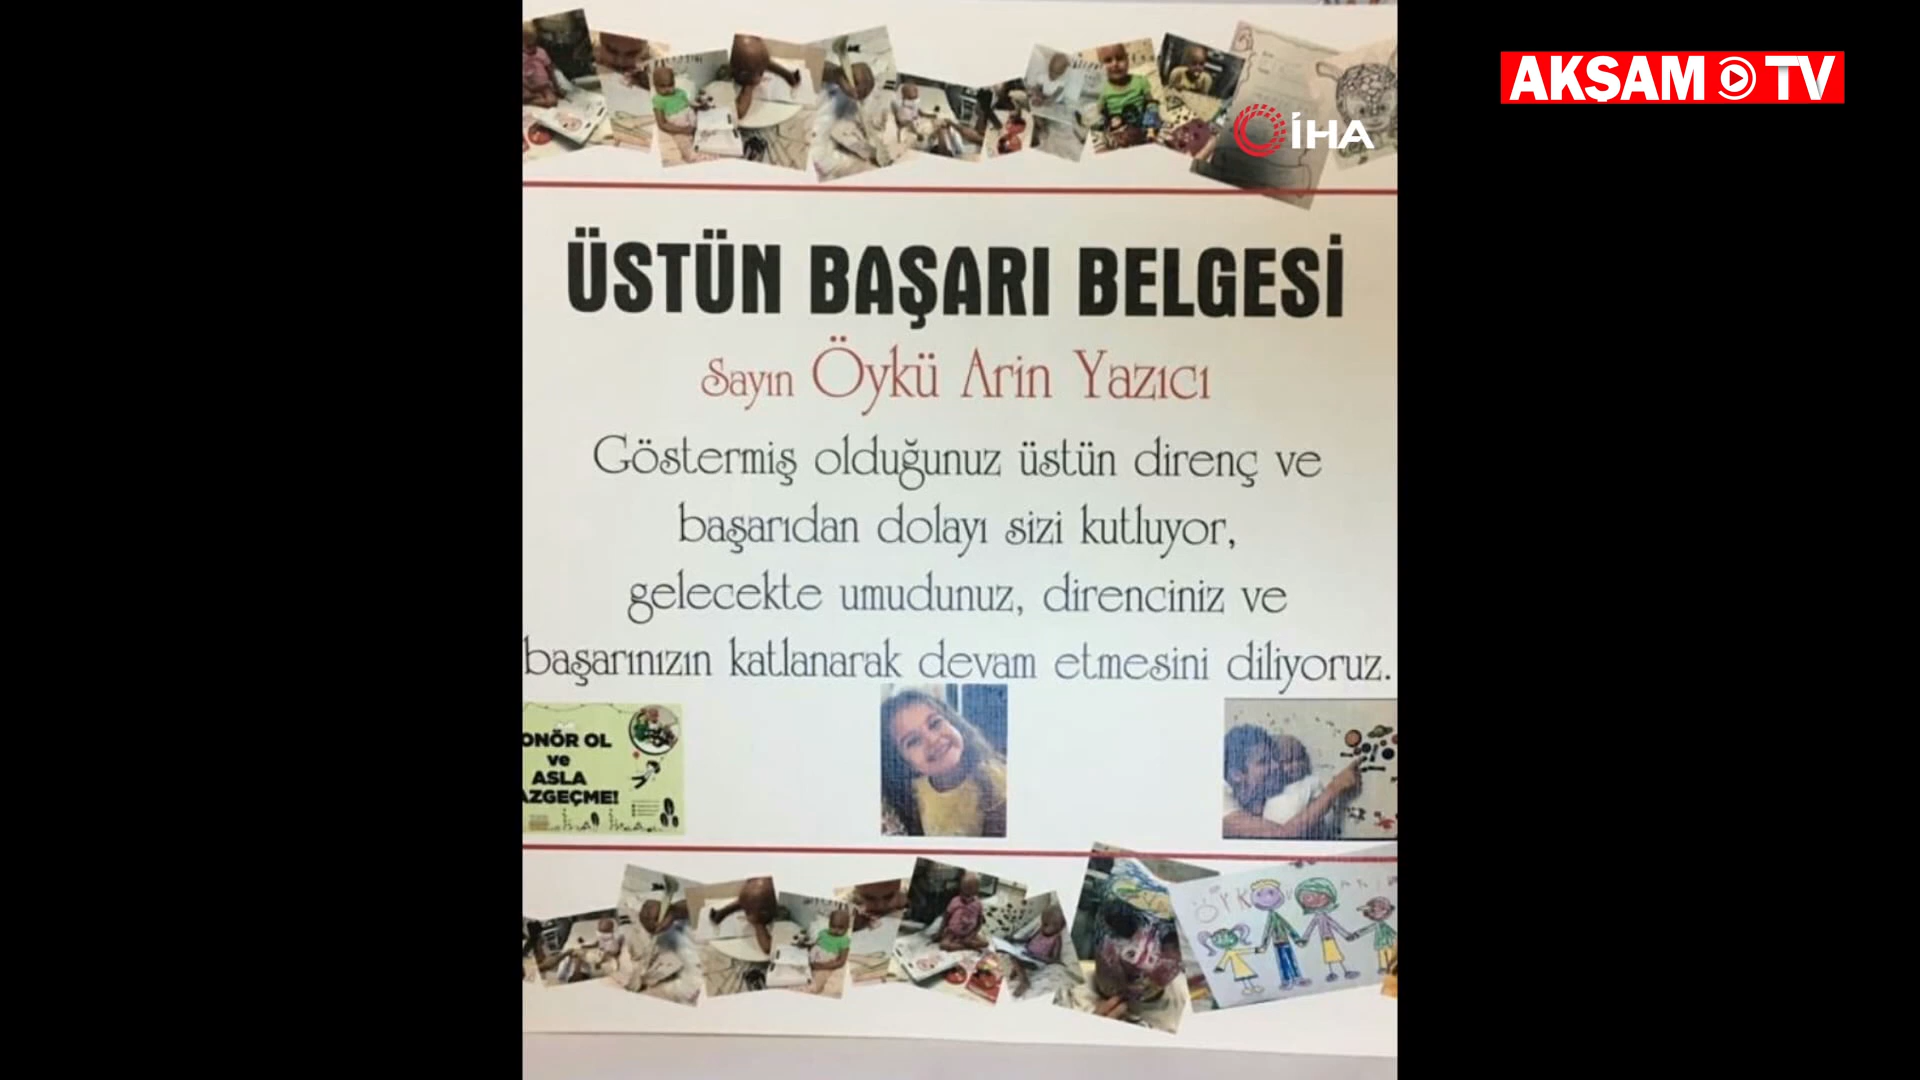 AKŞAM TV
İHA
ÜSTÜN BAŞARI BELGESİ
Sayın Öykü Arin Yazıcı
Göstermiş olduğunuz üstün direnç ve
başarıdan dolayı sizi kutluyor,
gelecekte umudunuz, direnciniz ve
başarınızın katlanarak devam etmesini diliyoruz.
ONÖR OL
ve
ASLA
AZGEÇME!